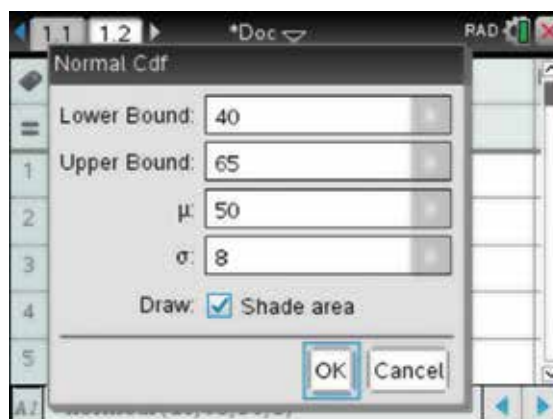 1.1 1.2 *Doc RAD
Normal Cdf
= Lower Bound: 40
1 Upper Bound: 65
2 μ: 50
3 σ: 8
4 Draw: Shade area
5 OK Cancel
A1